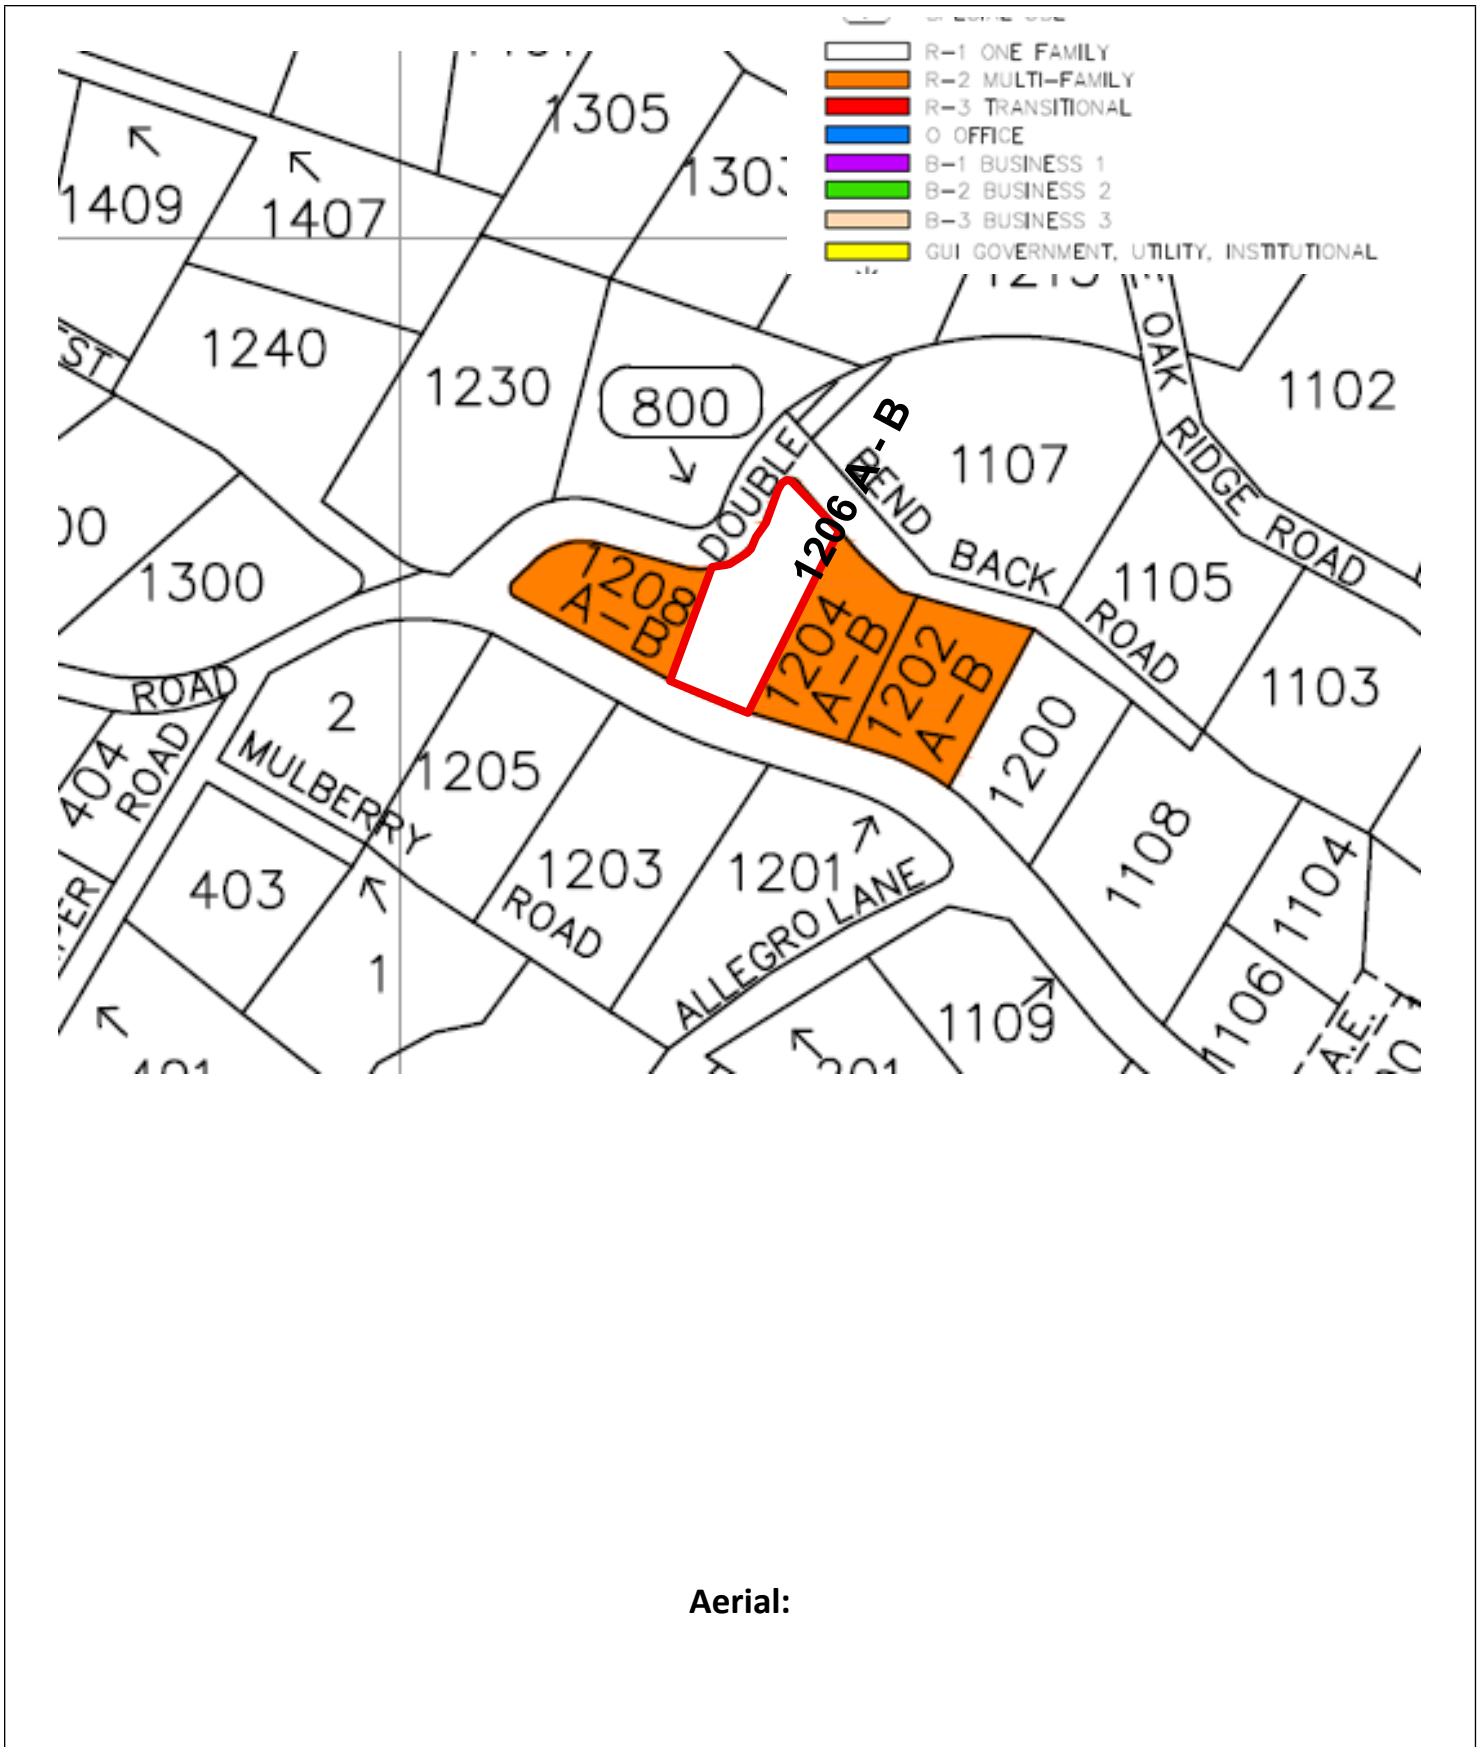 R-1 ONE FAMILY
R-2 MULTI-FAMILY
R-3 TRANSITIONAL
O OFFICE
B-1 BUSINESS 1
B-2 BUSINESS 2
B-3 BUSINESS 3
GUI GOVERNMENT, UTILITY, INSTITUTIONAL
1305
1303
1409
1407
1240
1230
800
1107
1102
OAK RIDGE ROAD
DOUBLE BEND BACK ROAD
1206 A-B
1300
1208
A-B
1204
A-B
1202
A-B
1105
1103
1200
ROAD
404
ROAD
2
MULBERRY ROAD
1205
1203
1201
ALLEGRO LANE
403
1
1108
1104
1106
1109
A.E.
Aerial: